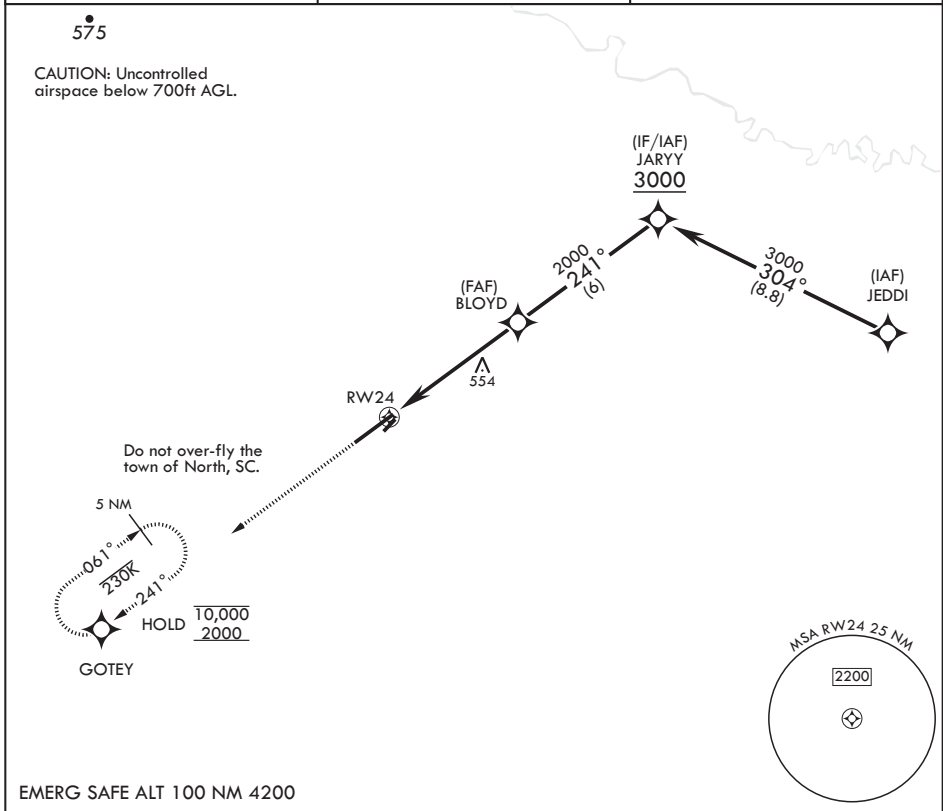 575
CAUTION: Uncontrolled
airspace below 700ft AGL.
(IF/IAF)
JARYY
3000
2000
241°
(6)
3000
304°
(8.8)
(IAF)
JEDDI
(FAF)
BLOYD
554
RW24
Do not over-fly the
town of North, SC.
5 NM
061°
230K
241°
HOLD
10,000
2000
GOTEY
MSA RW24 25 NM
2200
EMERG SAFE ALT 100 NM 4200